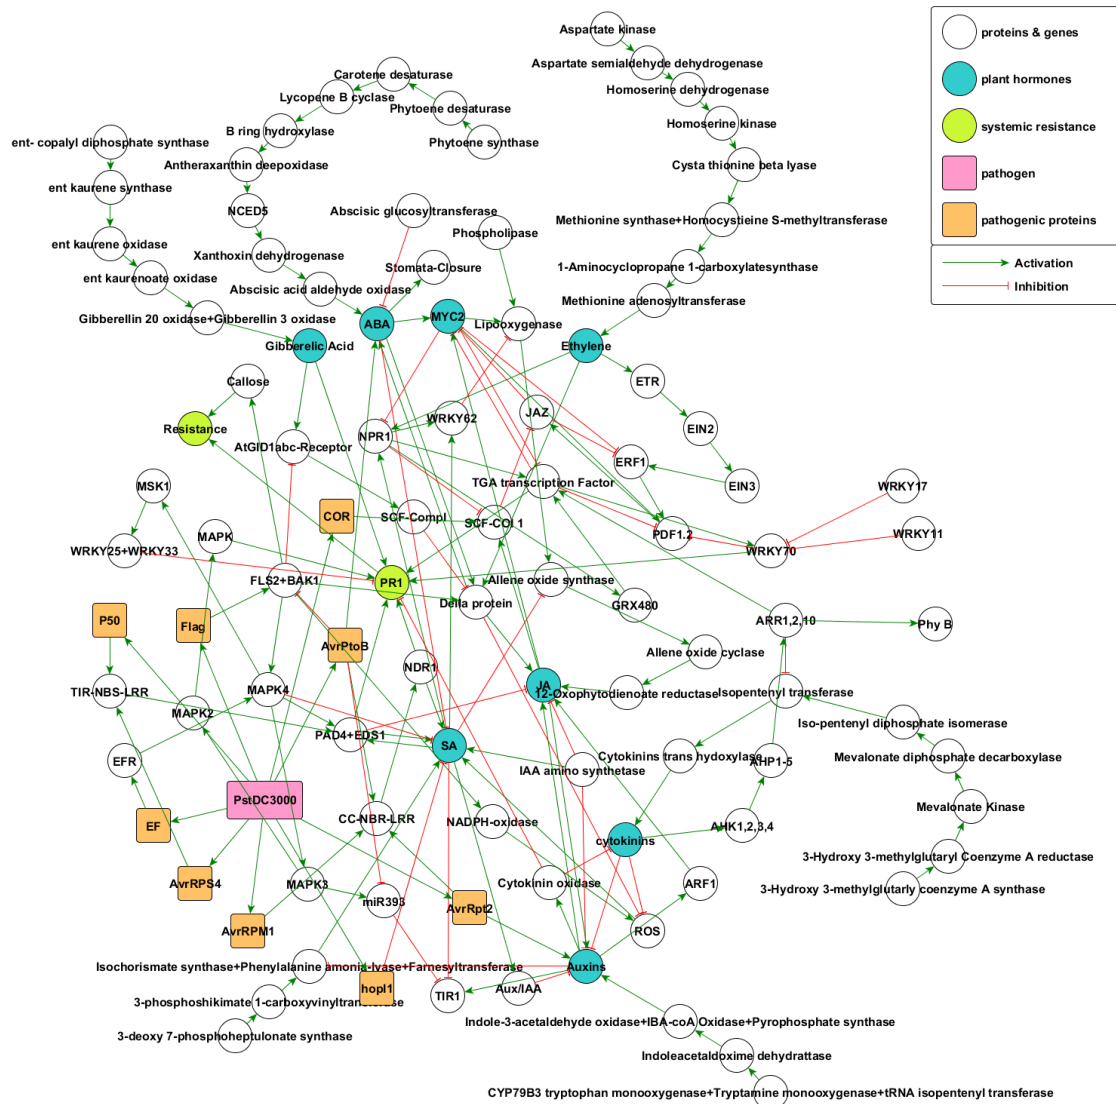 Aspartate kinase
proteins & genes
Aspartate semialdehyde dehydrogenase
Carotene desaturase
plant hormones
Homoserine dehydrogenase
Lycopene B cyclase
Phytoene desaturase
Homoserine kinase
systemic resistance
B ring hydroxylase
ent- copalyl diphosphate synthase
Phytoene synthase
Antheraxanthin deepoxidase
Cysta thionine beta lyase
pathogen
ent kaurene synthase
NCED5
Abscisic glucosyltransferase
Methionine synthase+Homocystieine S-methyltransferase
pathogenic proteins
Phospholipase
ent kaurene oxidase
Xanthoxin dehydrogenase
Stomata-Closure
1-Aminocyclopropane 1-carboxylatesynthase
Activation
ent kaurenoate oxidase
Abscisic acid aldehyde oxidase
Inhibition
Methionine adenosyltransferase
Gibberellin 20 oxidase+Gibberellin 3 oxidase
ABA
MYC2
Lipooxygenase
Gibberelic Acid
Ethylene
Callose
ETR
Resistance
WRKY62
JAZ
EIN2
AtGID1abc-Receptor
NPR1
ERF1
MSK1
TGA transcription Factor
EIN3
WRKY17
COR
SCF-Compl
SCF-COL1
MAPK
PDF1.2
WRKY11
WRKY25+WRKY33
WRKY70
FLS2+BAK1
PR1
Allene oxide synthase
Della protein
GRX480
P50
Flag
ARR1,2,10
Phy B
AvrPtoB
NDR1
Allene oxide cyclase
TIR-NBS-LRR
MAPK4
JA
12-Oxophytodienoate reductase
Isopentenyl transferase
MAPK2
Iso-pentenyl diphosphate isomerase
PAD4+EDS1
SA
EFR
IAA amino synthetase
Cytokinins trans hydoxylase
AHP1-5
Mevalonate diphosphate decarboxylase
PstDC3000
EF
CC-NBR-LRR
NADPH-oxidase
cytokinins
AHK1,2,3,4
Mevalonate Kinase
3-Hydroxy 3-methylglutaryl Coenzyme A reductase
AvrRPS4
MAPK3
Cytokinin oxidase
ARF1
3-Hydroxy 3-methylglutarly coenzyme A synthase
miR393
AvrRpt2
AvrRPM1
ROS
Isochorismate synthase+Phenylalanine amonia-lyase+Farnesyltransferase
Auxins
hopI1
TIR1
Aux/IAA
3-phosphoshikimate 1-carboxyvinyltransferase
Indole-3-acetaldehyde oxidase+IBA-coA Oxidase+Pyrophosphate synthase
3-deoxy 7-phosphoheptulonate synthase
Indoleacetaldoxime dehydrattase
CYP79B3 tryptophan monooxygenase+Tryptamine monooxygenase+tRNA isopentenyl transferase